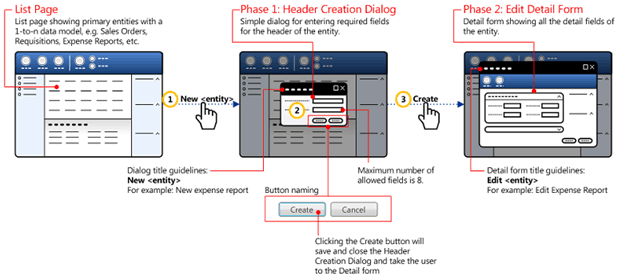 List Page
List page showing primary entities with a
1-to-n data model, e.g. Sales Orders,
Requisitions, Expense Reports, etc.
Phase 1: Header Creation Dialog
Simple dialog for entering required fields
for the header of the entity.
Phase 2: Edit Detail Form
Detail form showing all the detail fields of
the entity.
1 New <entity>
2
3 Create
Dialog title guidelines:
New <entity>
For example: New expense report
Maximum number of
allowed fields is 8.
Detail form title guidelines:
Edit <entity>
For example: Edit Expense Report
Button naming
Create
Cancel
Clicking the Create button will
save and close the Header
Creation Dialog and take the user
to the Detail form